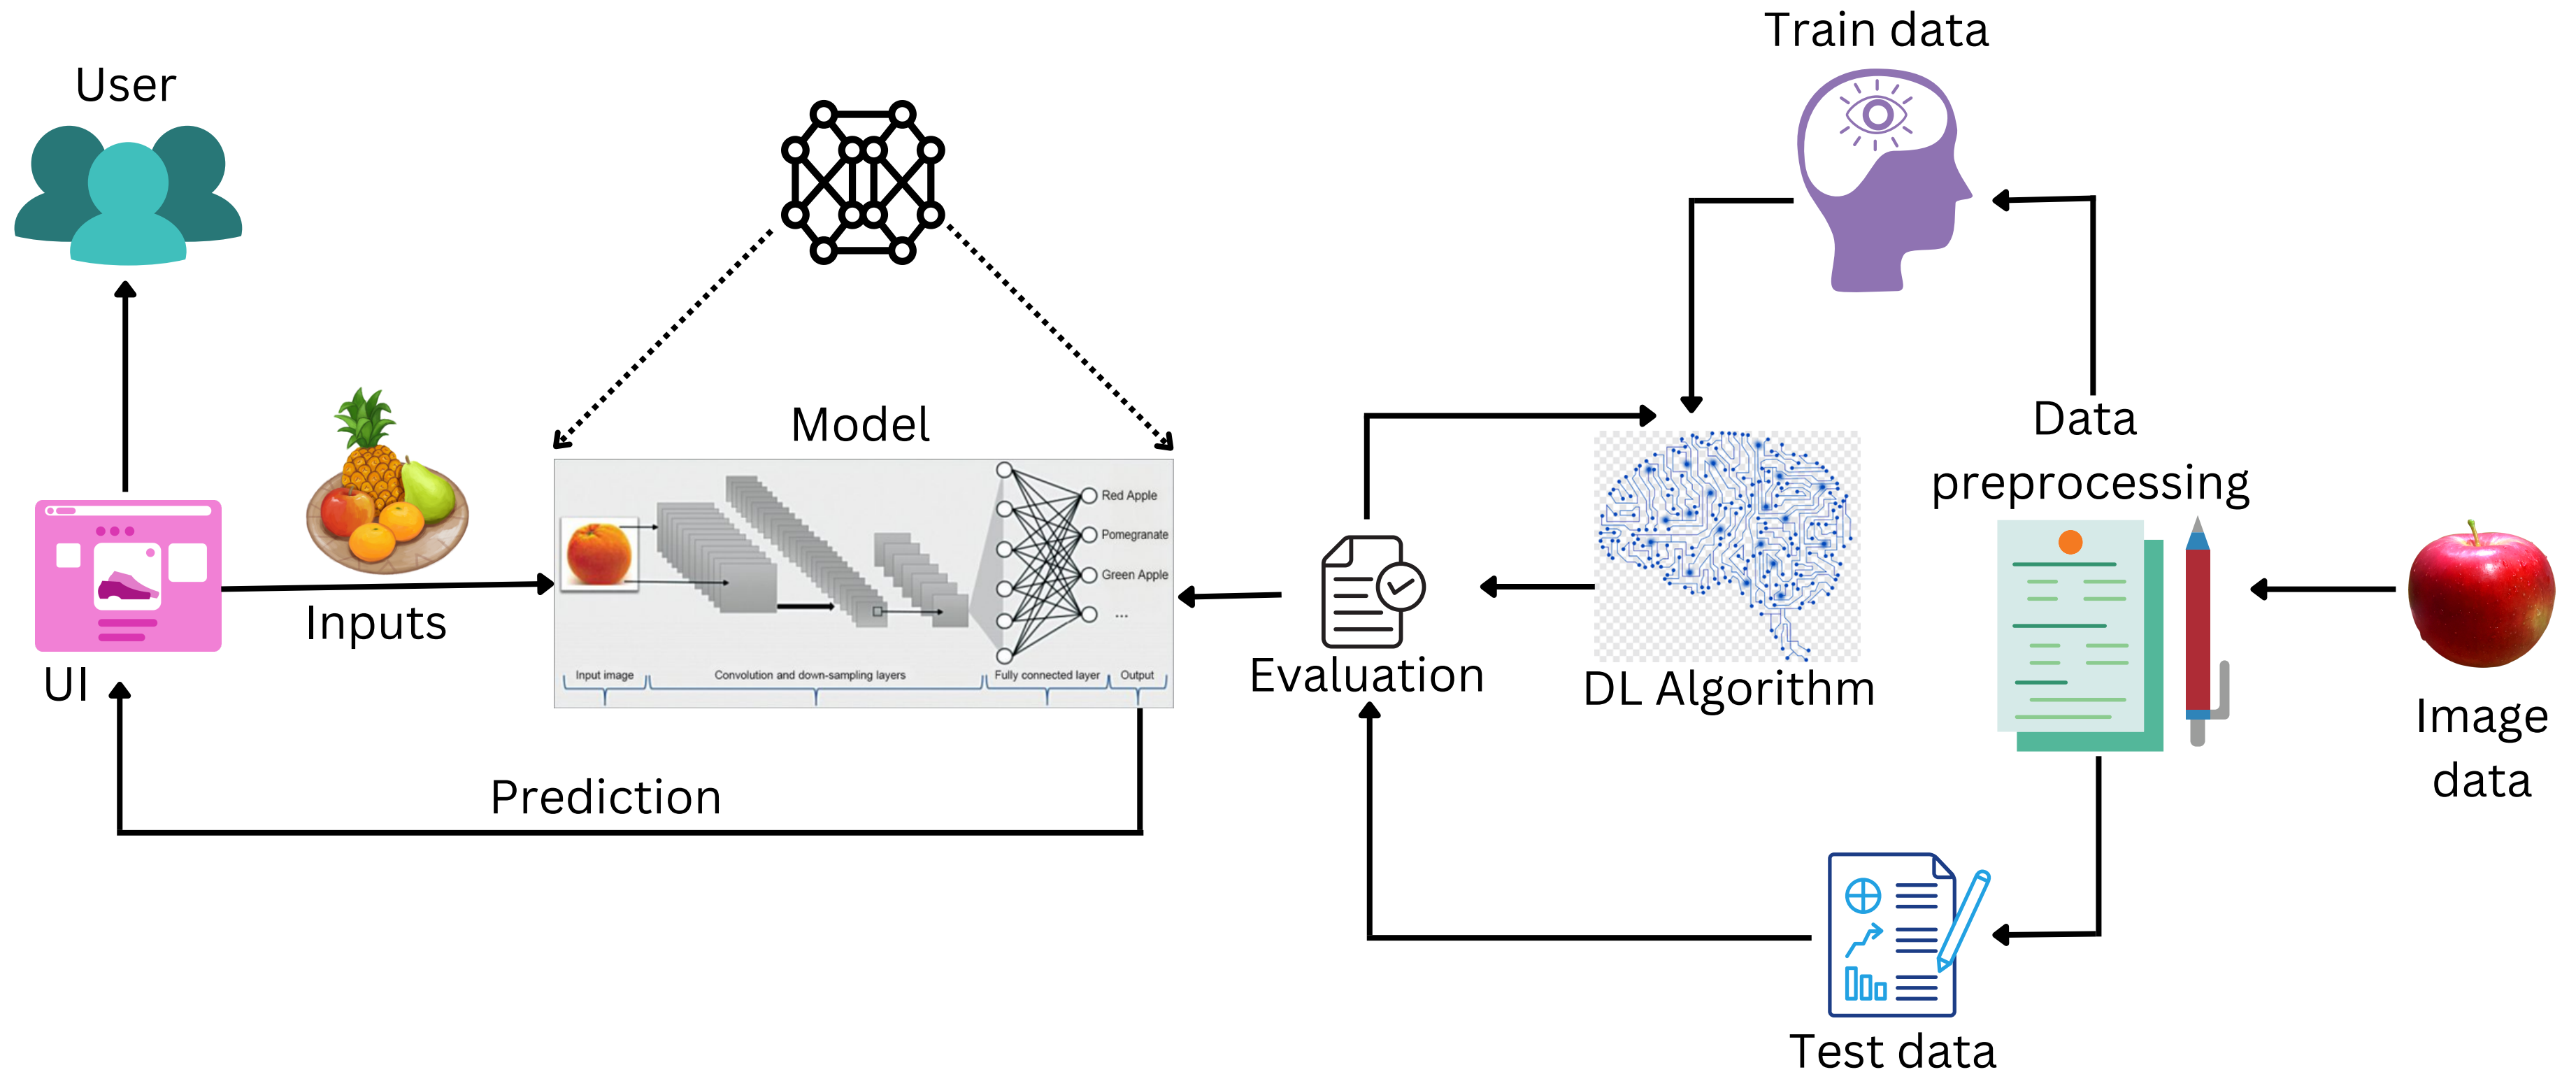 Train data
User
Data
preprocessing
Model
Red Apple
Pomegranate
Green Apple
...
Input image
Convolution and down-sampling layers
Fully connected layer
Output
Inputs
UI
Evaluation
DL Algorithm
Image
data
Prediction
Test data